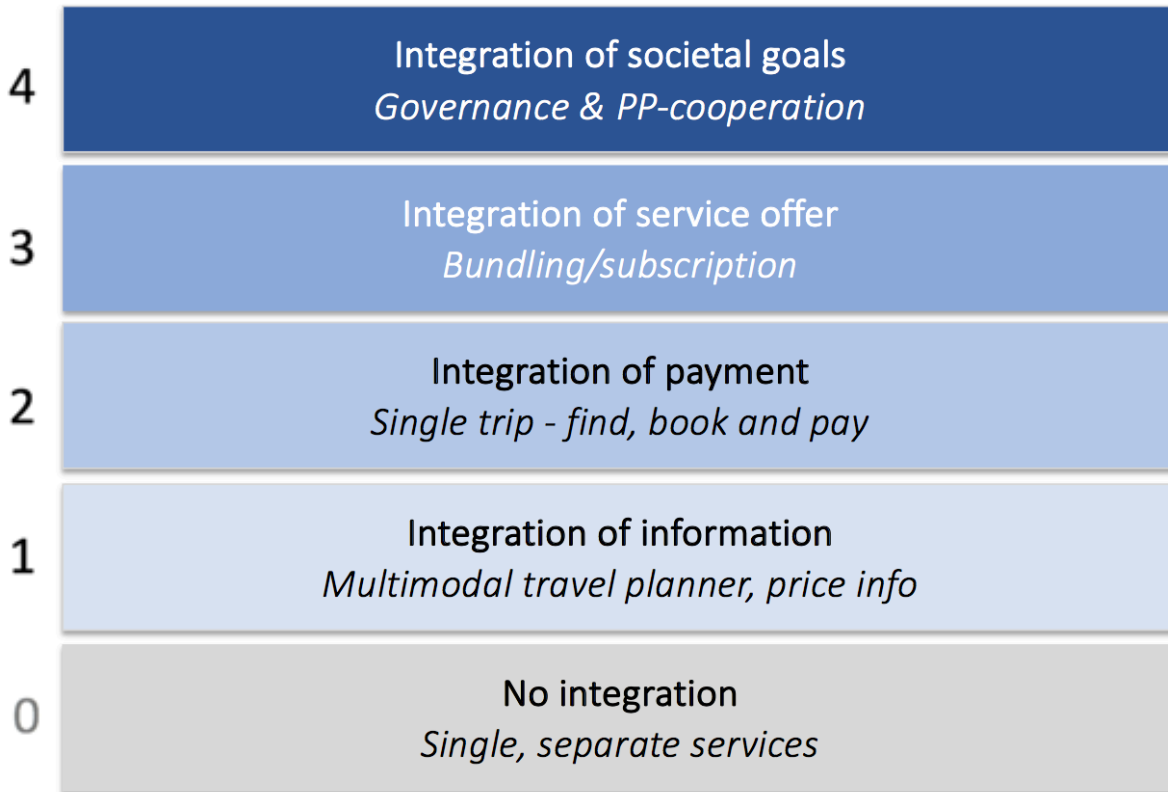 4
Integration of societal goals
Governance & PP-cooperation
3
Integration of service offer
Bundling/subscription
2
Integration of payment
Single trip - find, book and pay
1
Integration of information
Multimodal travel planner, price info
0
No integration
Single, separate services